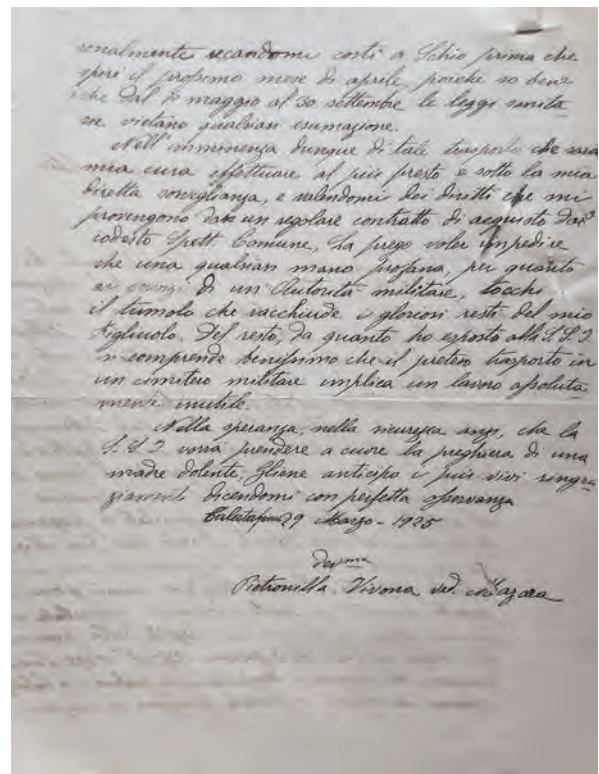 sonalmente recandomi costì a Schio prima che
spiri il prossimo mese di aprile, poichè so bene
che dal 1° maggio al 30 settembre le leggi sanita-
rie vietano qualsiasi esumazione.
Nell'imminenza dunque di tale trasporto che sarà
mia cura effettuare al più presto e sotto la mia
diretta sorveglianza, e valendomi dei diritti che mi
provengono da un regolare contratto di acquisto da
codesto Spett. Comune, La prego voler impedire
che una qualsiasi mano profana, per quanto
di un'Autorità militare, tocchi
il tumolo che racchiude i gloriosi resti del mio
figliuolo. Del resto, da quanto ho esposto alla S.S.I
si comprende benissimo che il preteso trasporto in
un cimitero militare implica un lavoro assoluta-
mente inutile.
Nella speranza, nella sicurezza anzi, che la
S.S.I vorrà prendere a cuore la preghiera di una
madre dolente, Gliene anticipo i più vivi ringra-
ziamenti dicendomi con perfetta osservanza
29 Marzo - 1925
Dev.ma
Pietronilla Vivona ved. Mazara